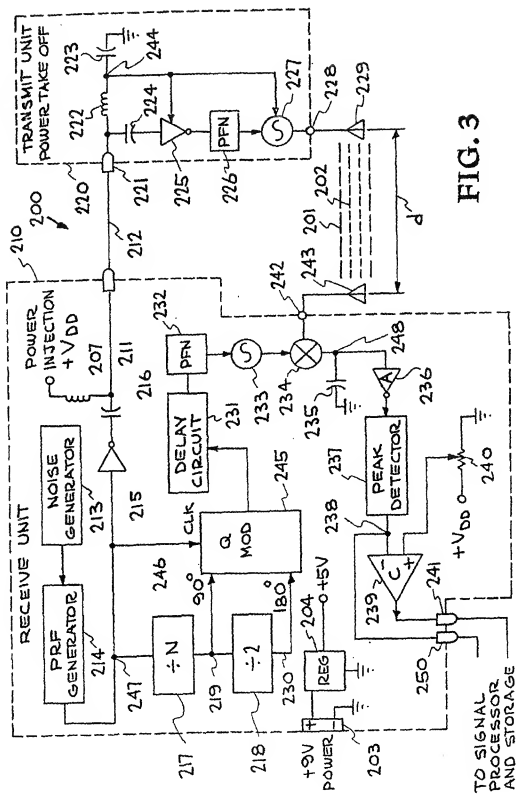 RECEIVE UNIT
210
200
220
TRANSMIT UNIT
POWER TAKE OFF
POWER
INJECTION
+VDD
207
211
212
221
222
223
244
224
225
PFN
226
227
228
229
NOISE
GENERATOR
213
PRF
GENERATOR
214
215
216
247
232
PFN
233
234
235
248
242
243
201
202
d
DELAY
CIRCUIT
231
CLK
246
Q
MOD
245
90°
180°
÷N
217
219
÷2
218
230
A
236
PEAK
DETECTOR
237
238
C
-
+
239
+VDD
240
241
250
+9V
POWER
+
-
203
REG
204
+5V
TO SIGNAL
PROCESSOR
AND STORAGE
FIG. 3